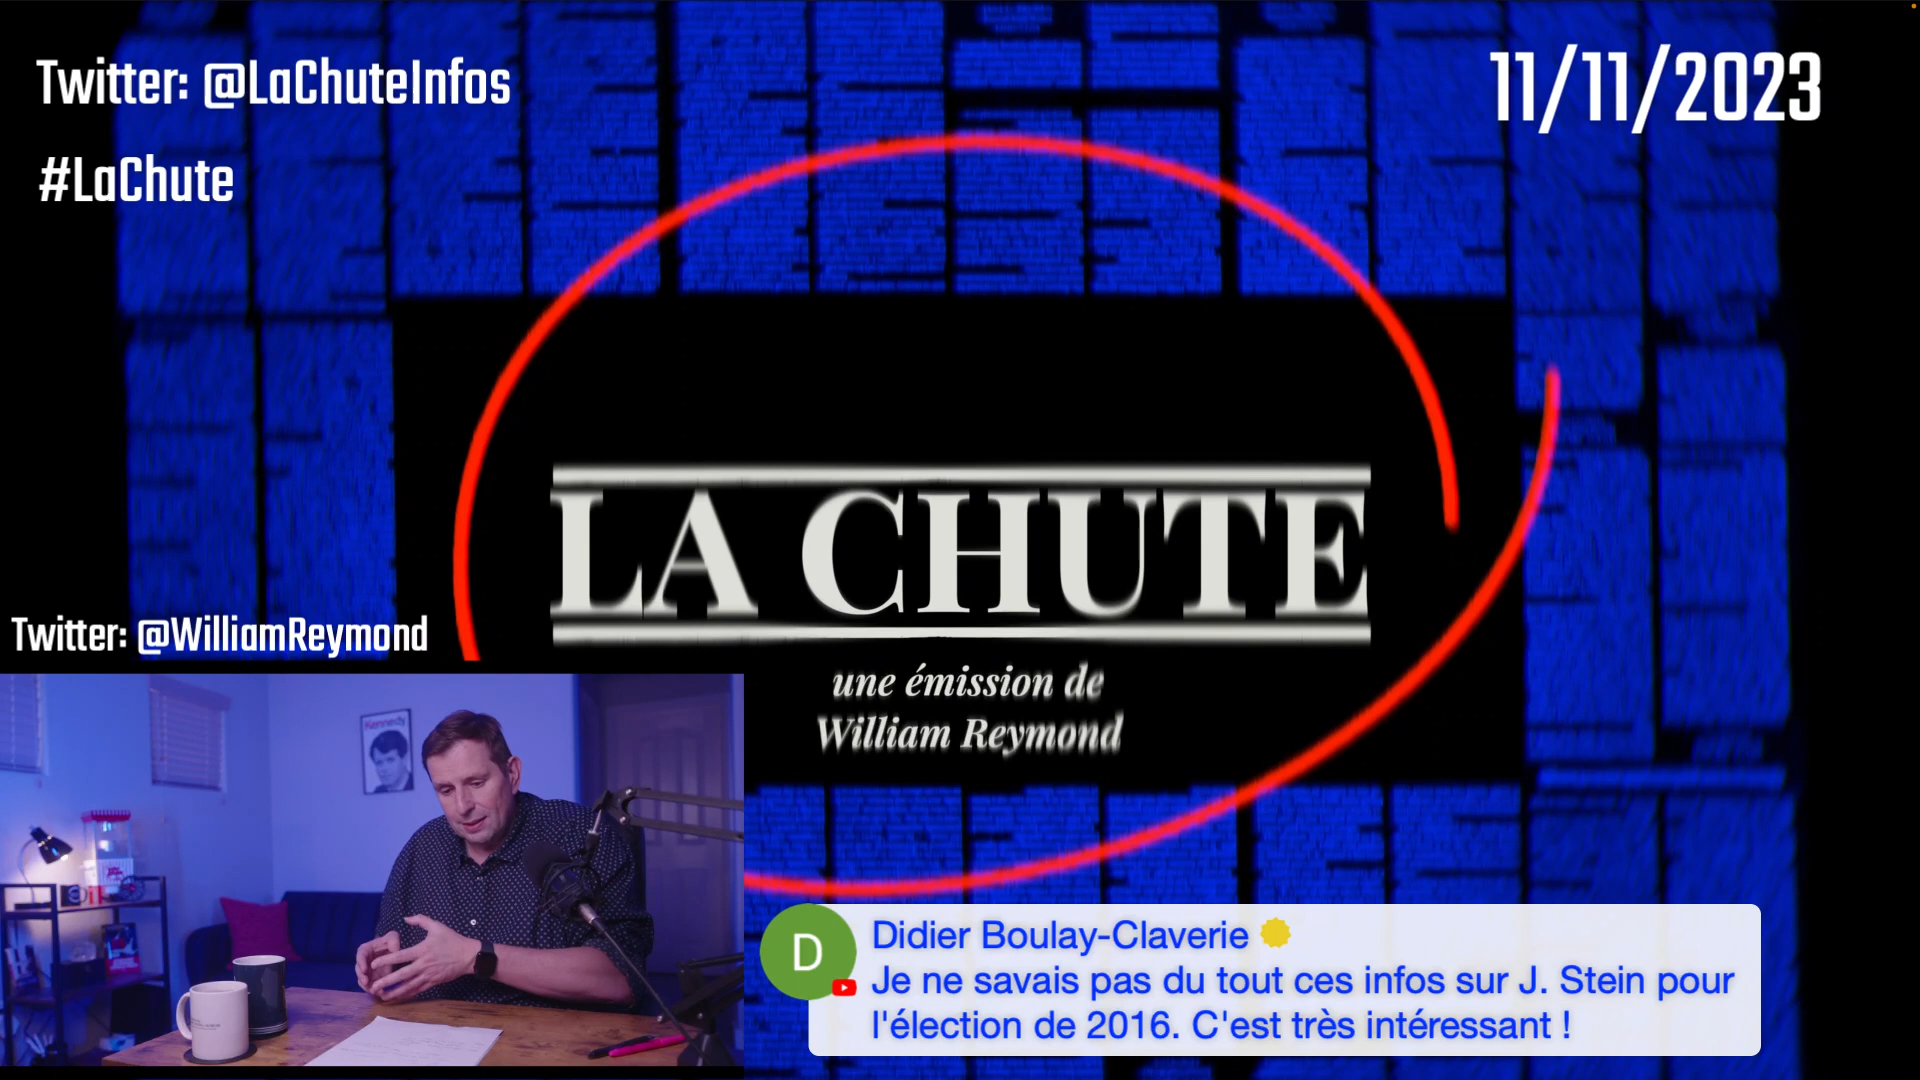 Twitter: @LaChuteInfos
#LaChute
11/11/2023
LA CHUTE
une émission de
William Reymond
Twitter: @WilliamReymond
Kennedy
D
Didier Boulay-Claverie
Je ne savais pas du tout ces infos sur J. Stein pour
l'élection de 2016. C'est très intéressant !